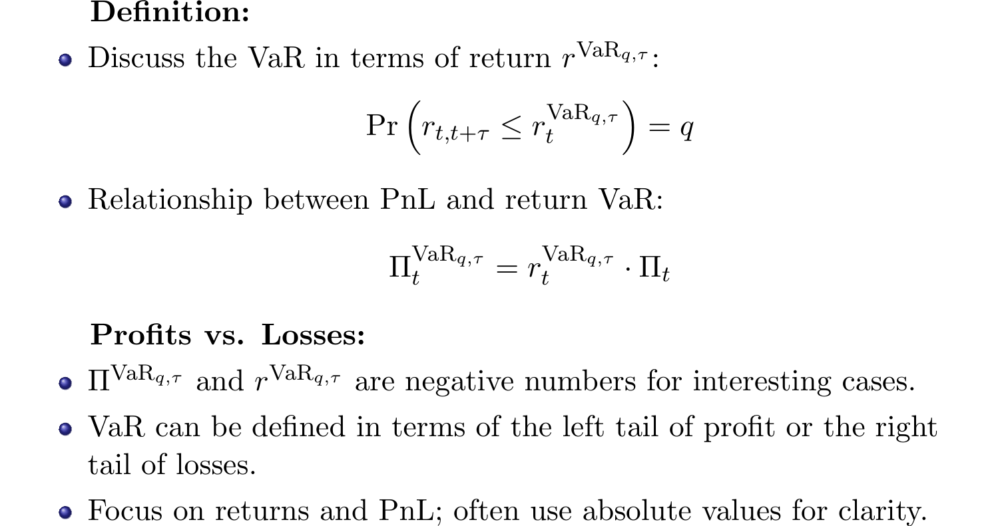 Definition:
Discuss the VaR in terms of return $r^{\mathrm{VaR}_{q,\tau}}$:
$\Pr\left(r_{t,t+\tau} \leq r_t^{\mathrm{VaR}_{q,\tau}}\right) = q$
Relationship between PnL and return VaR:
$\Pi_t^{\mathrm{VaR}_{q,\tau}} = r_t^{\mathrm{VaR}_{q,\tau}} \cdot \Pi_t$
Profits vs. Losses:
$\Pi^{\mathrm{VaR}_{q,\tau}}$ and $r^{\mathrm{VaR}_{q,\tau}}$ are negative numbers for interesting cases.
VaR can be defined in terms of the left tail of profit or the right
tail of losses.
Focus on returns and PnL; often use absolute values for clarity.